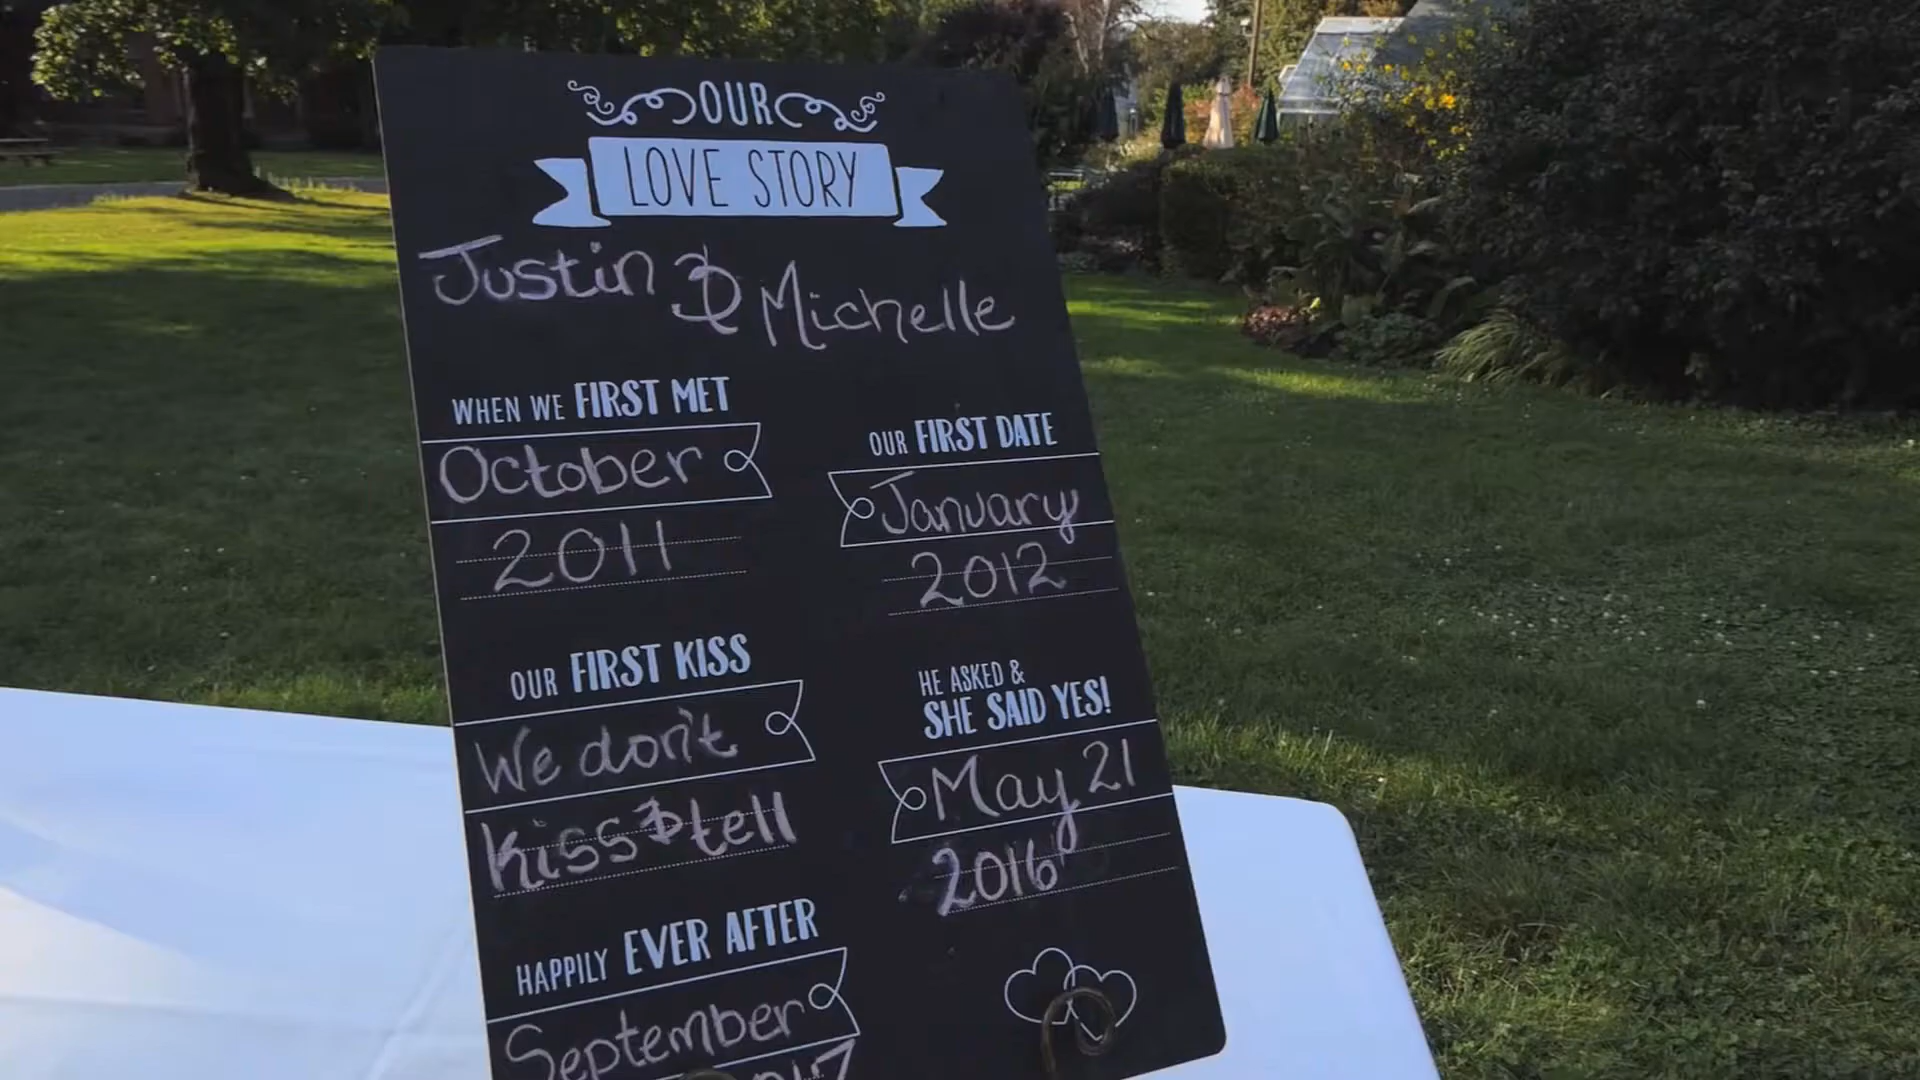 OUR
LOVE STORY
Justin & Michelle
WHEN WE FIRST MET
October
2011
OUR FIRST DATE
January
2012
OUR FIRST KISS
We don't
kiss & tell
HE ASKED &
SHE SAID YES!
May 21
2016
HAPPILY EVER AFTER
September